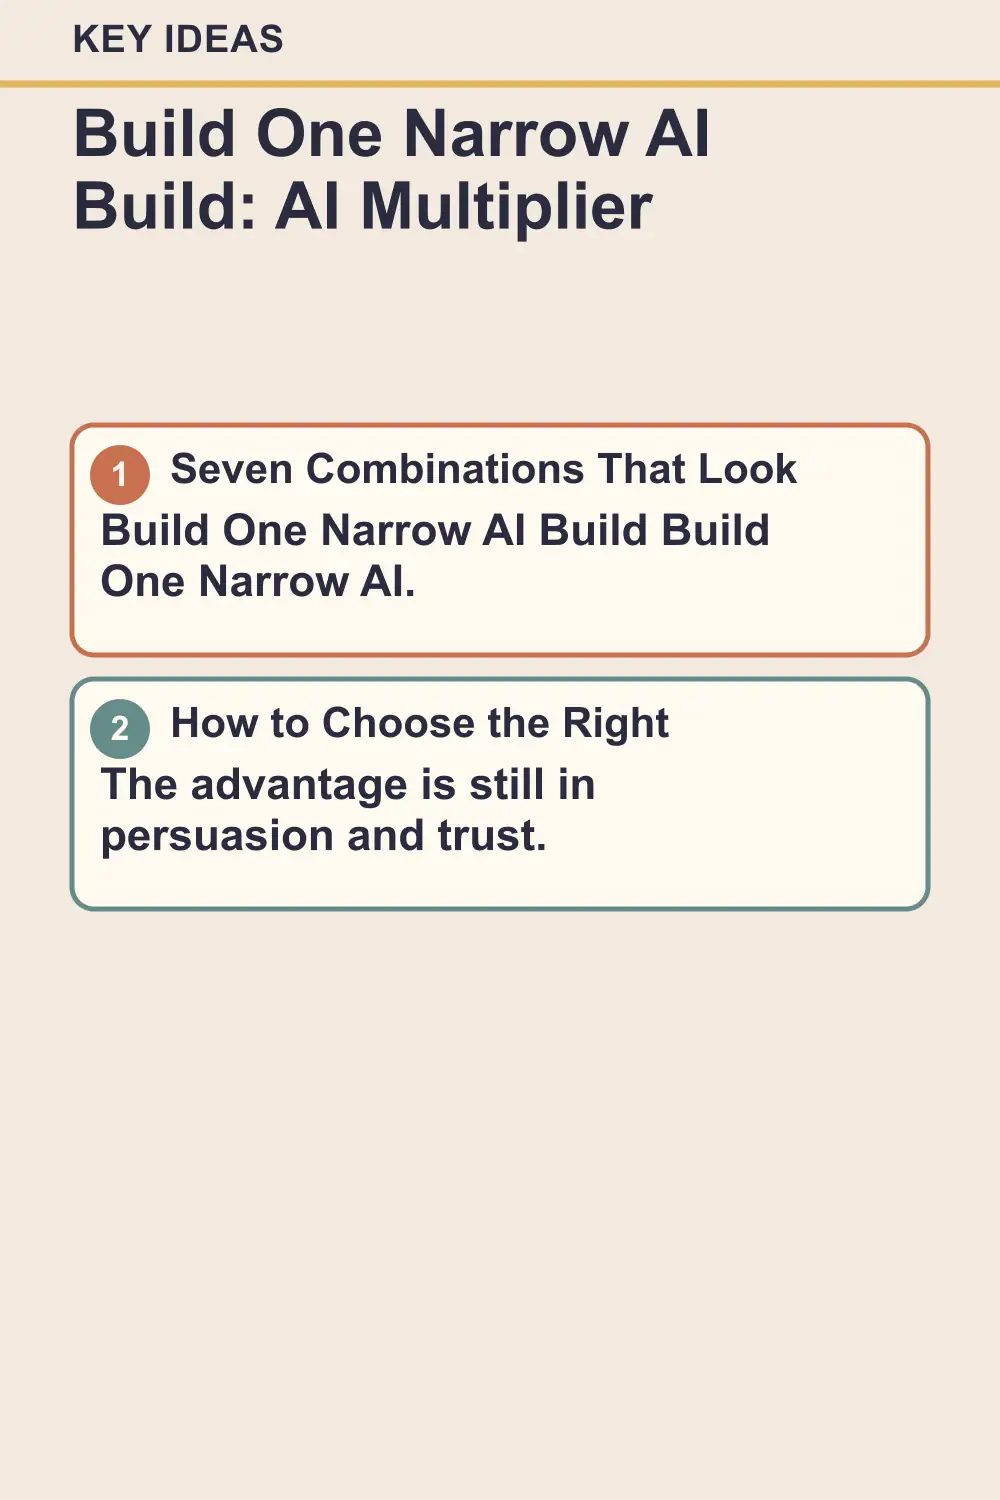 KEY IDEAS
Build One Narrow AI
Build: AI Multiplier
1 Seven Combinations That Look
Build One Narrow AI Build Build
One Narrow AI.
2 How to Choose the Right
The advantage is still in
persuasion and trust.